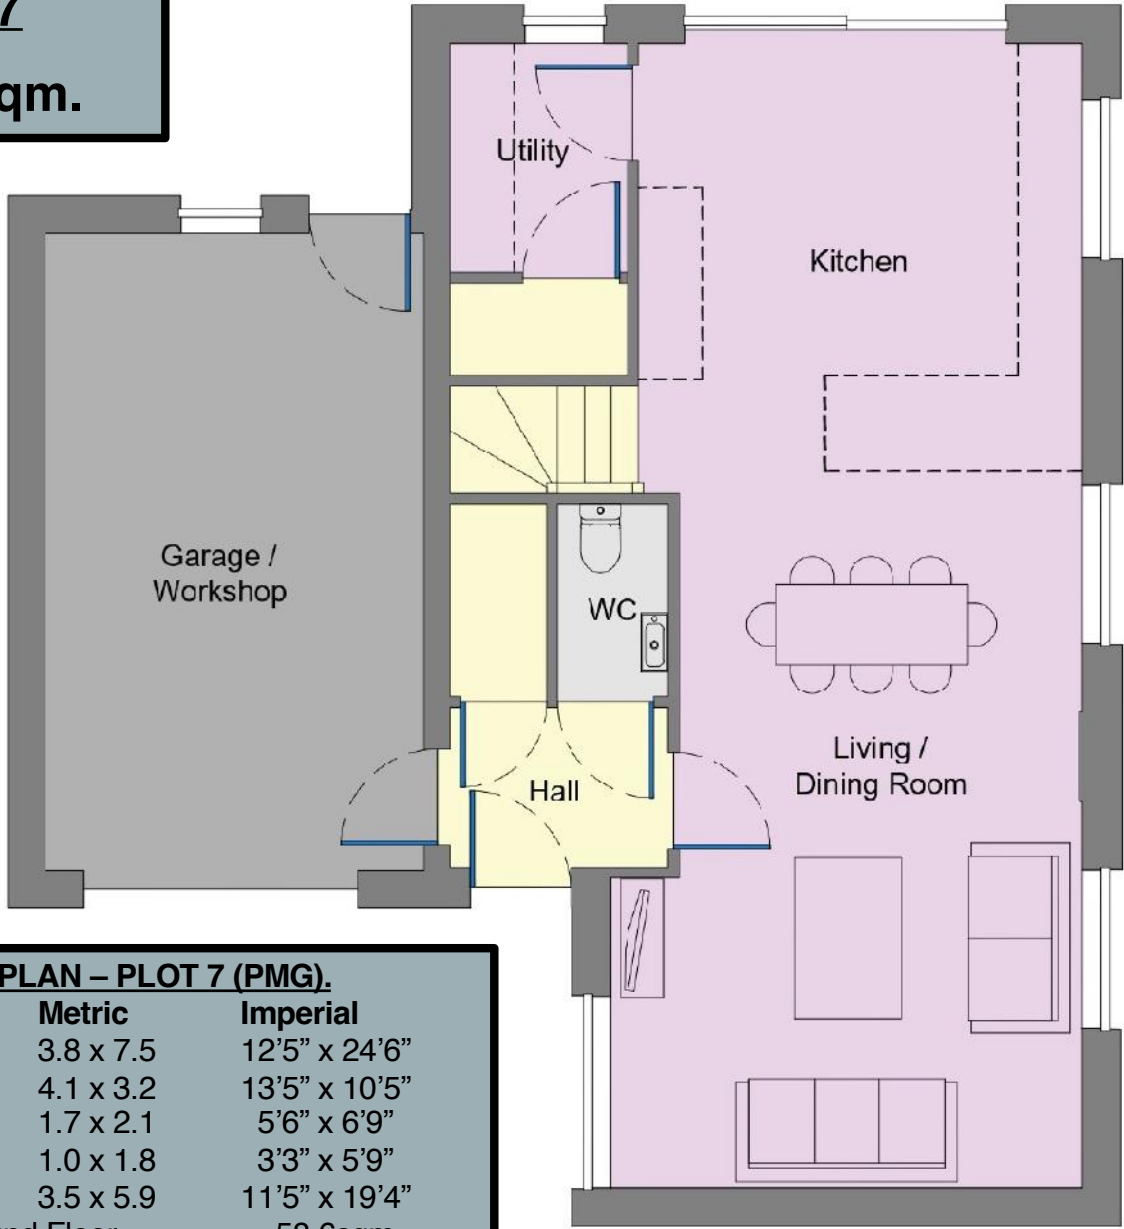 7
qm.
Utility
Kitchen
Garage /
Workshop
WC
Living /
Dining Room
Hall
PLAN – PLOT 7 (PMG).
Metric Imperial
3.8 x 7.5 12’5” x 24’6”
4.1 x 3.2 13’5” x 10’5”
1.7 x 2.1 5’6” x 6’9”
1.0 x 1.8 3’3” x 5’9”
3.5 x 5.9 11’5” x 19’4”